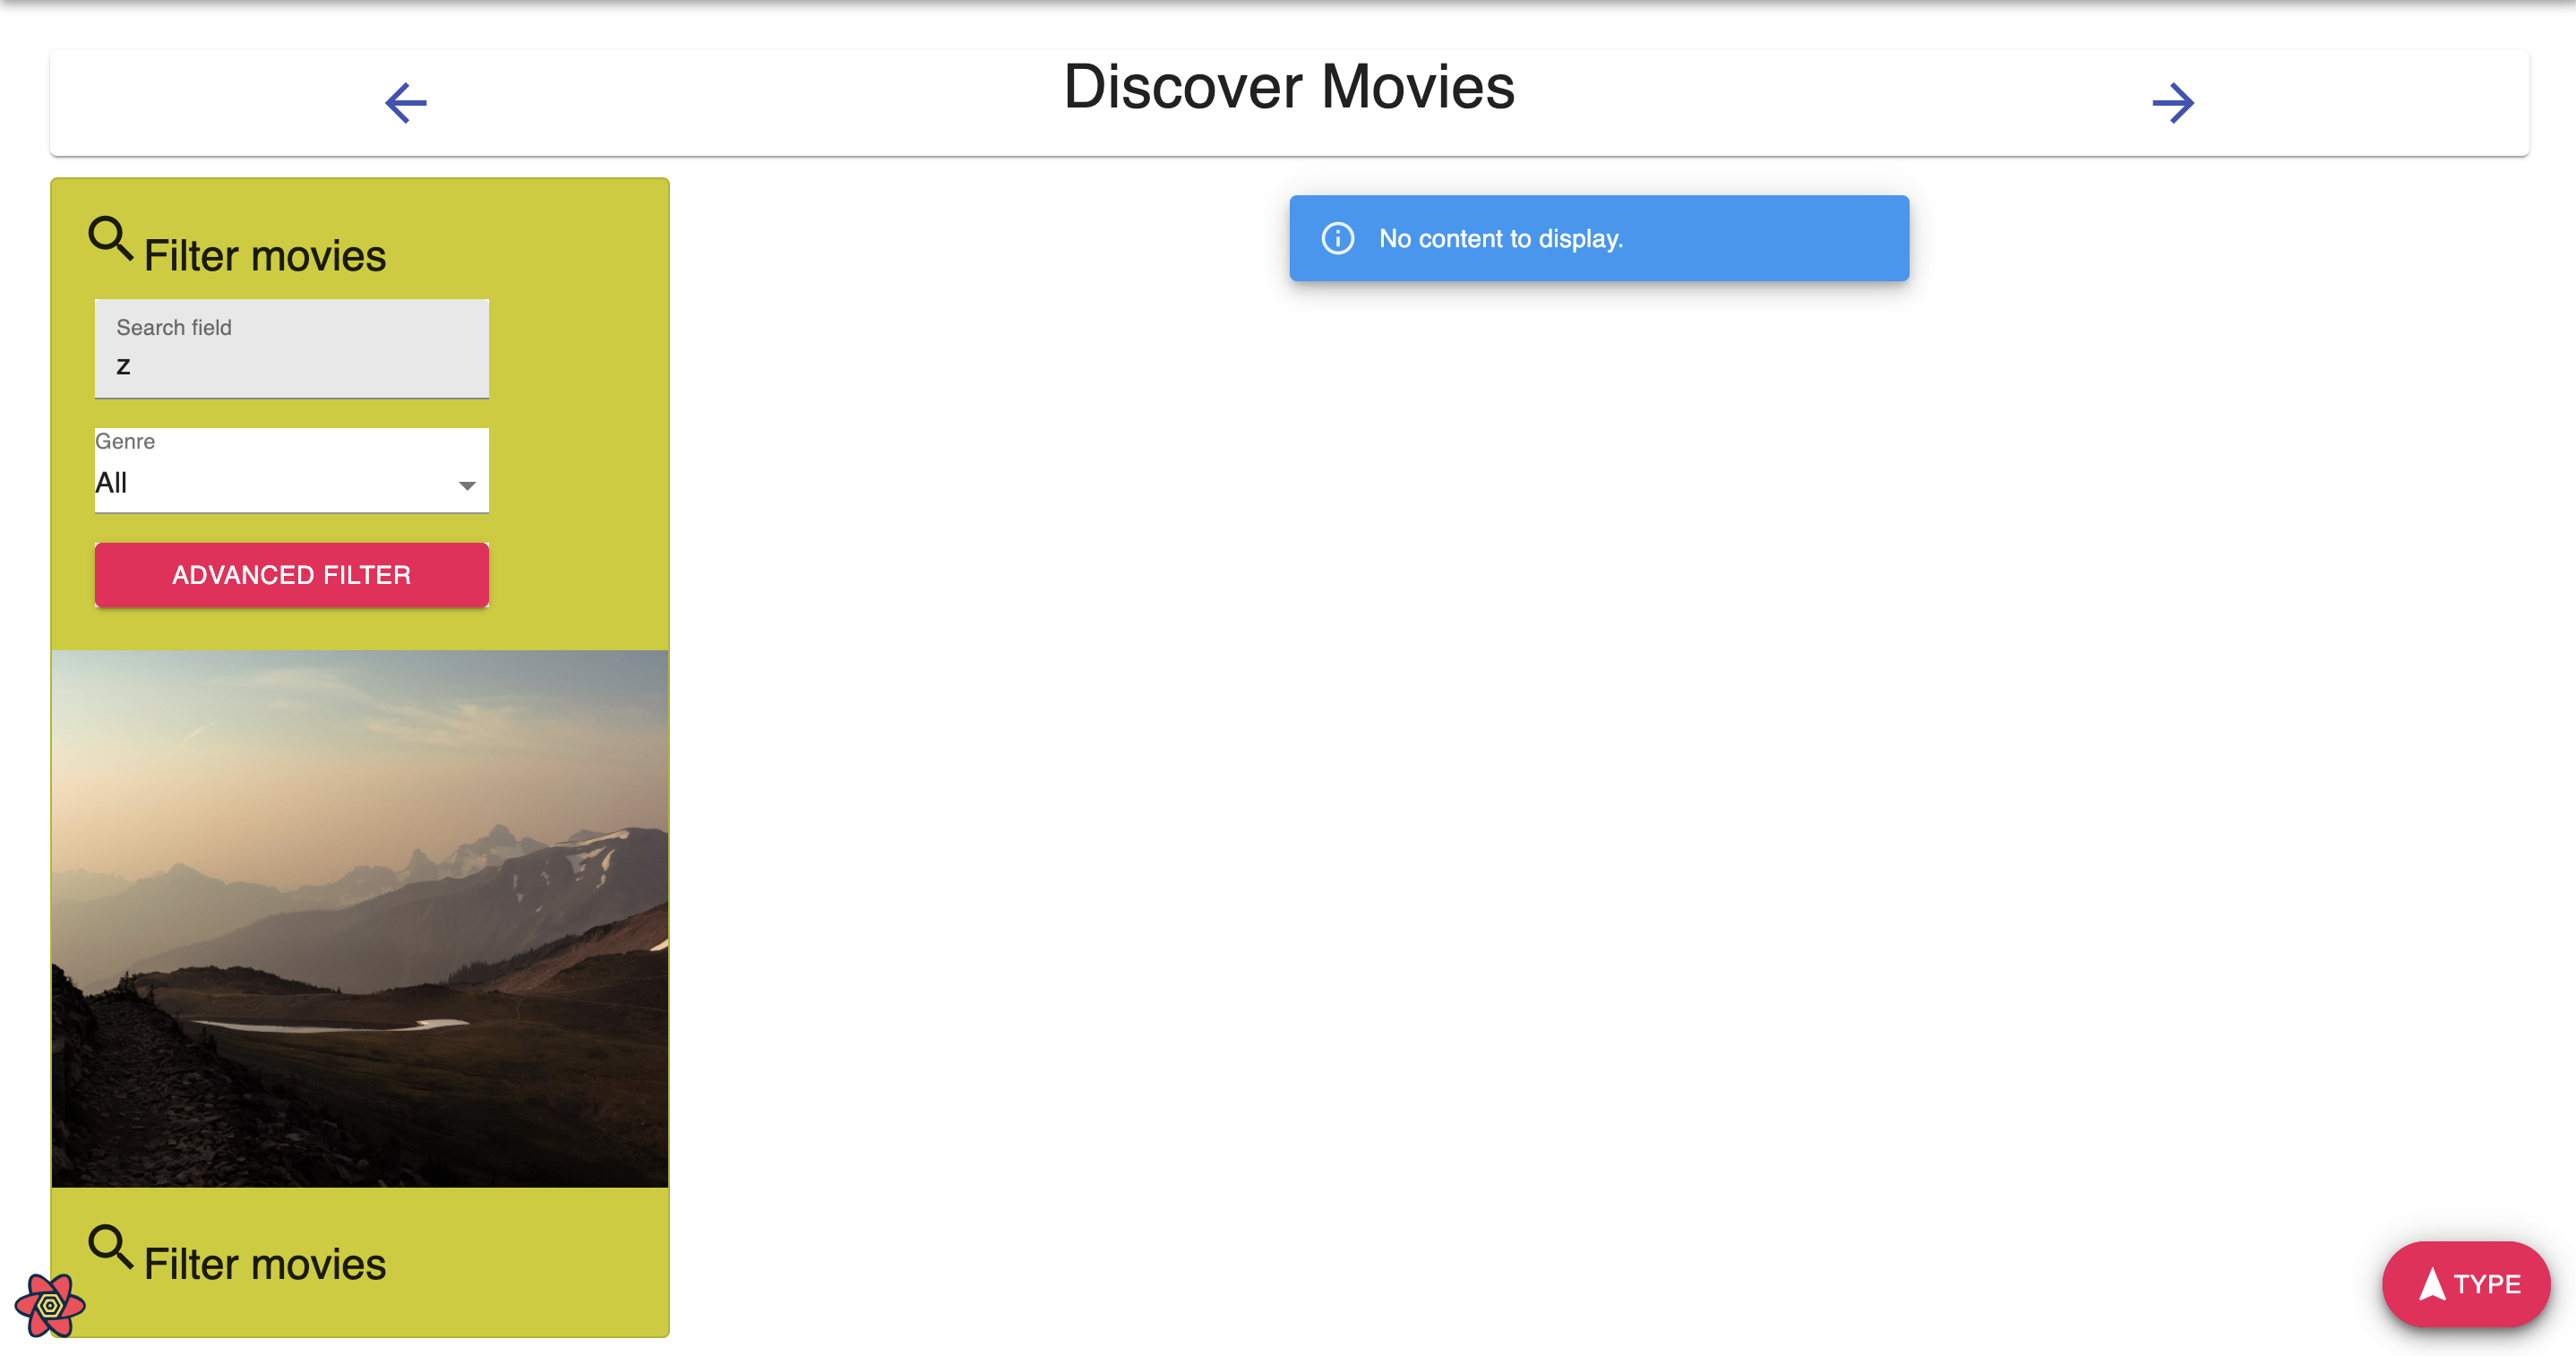 Discover Movies
Filter movies
Search field
z
Genre
All
ADVANCED FILTER
Filter movies
No content to display.
TYPE